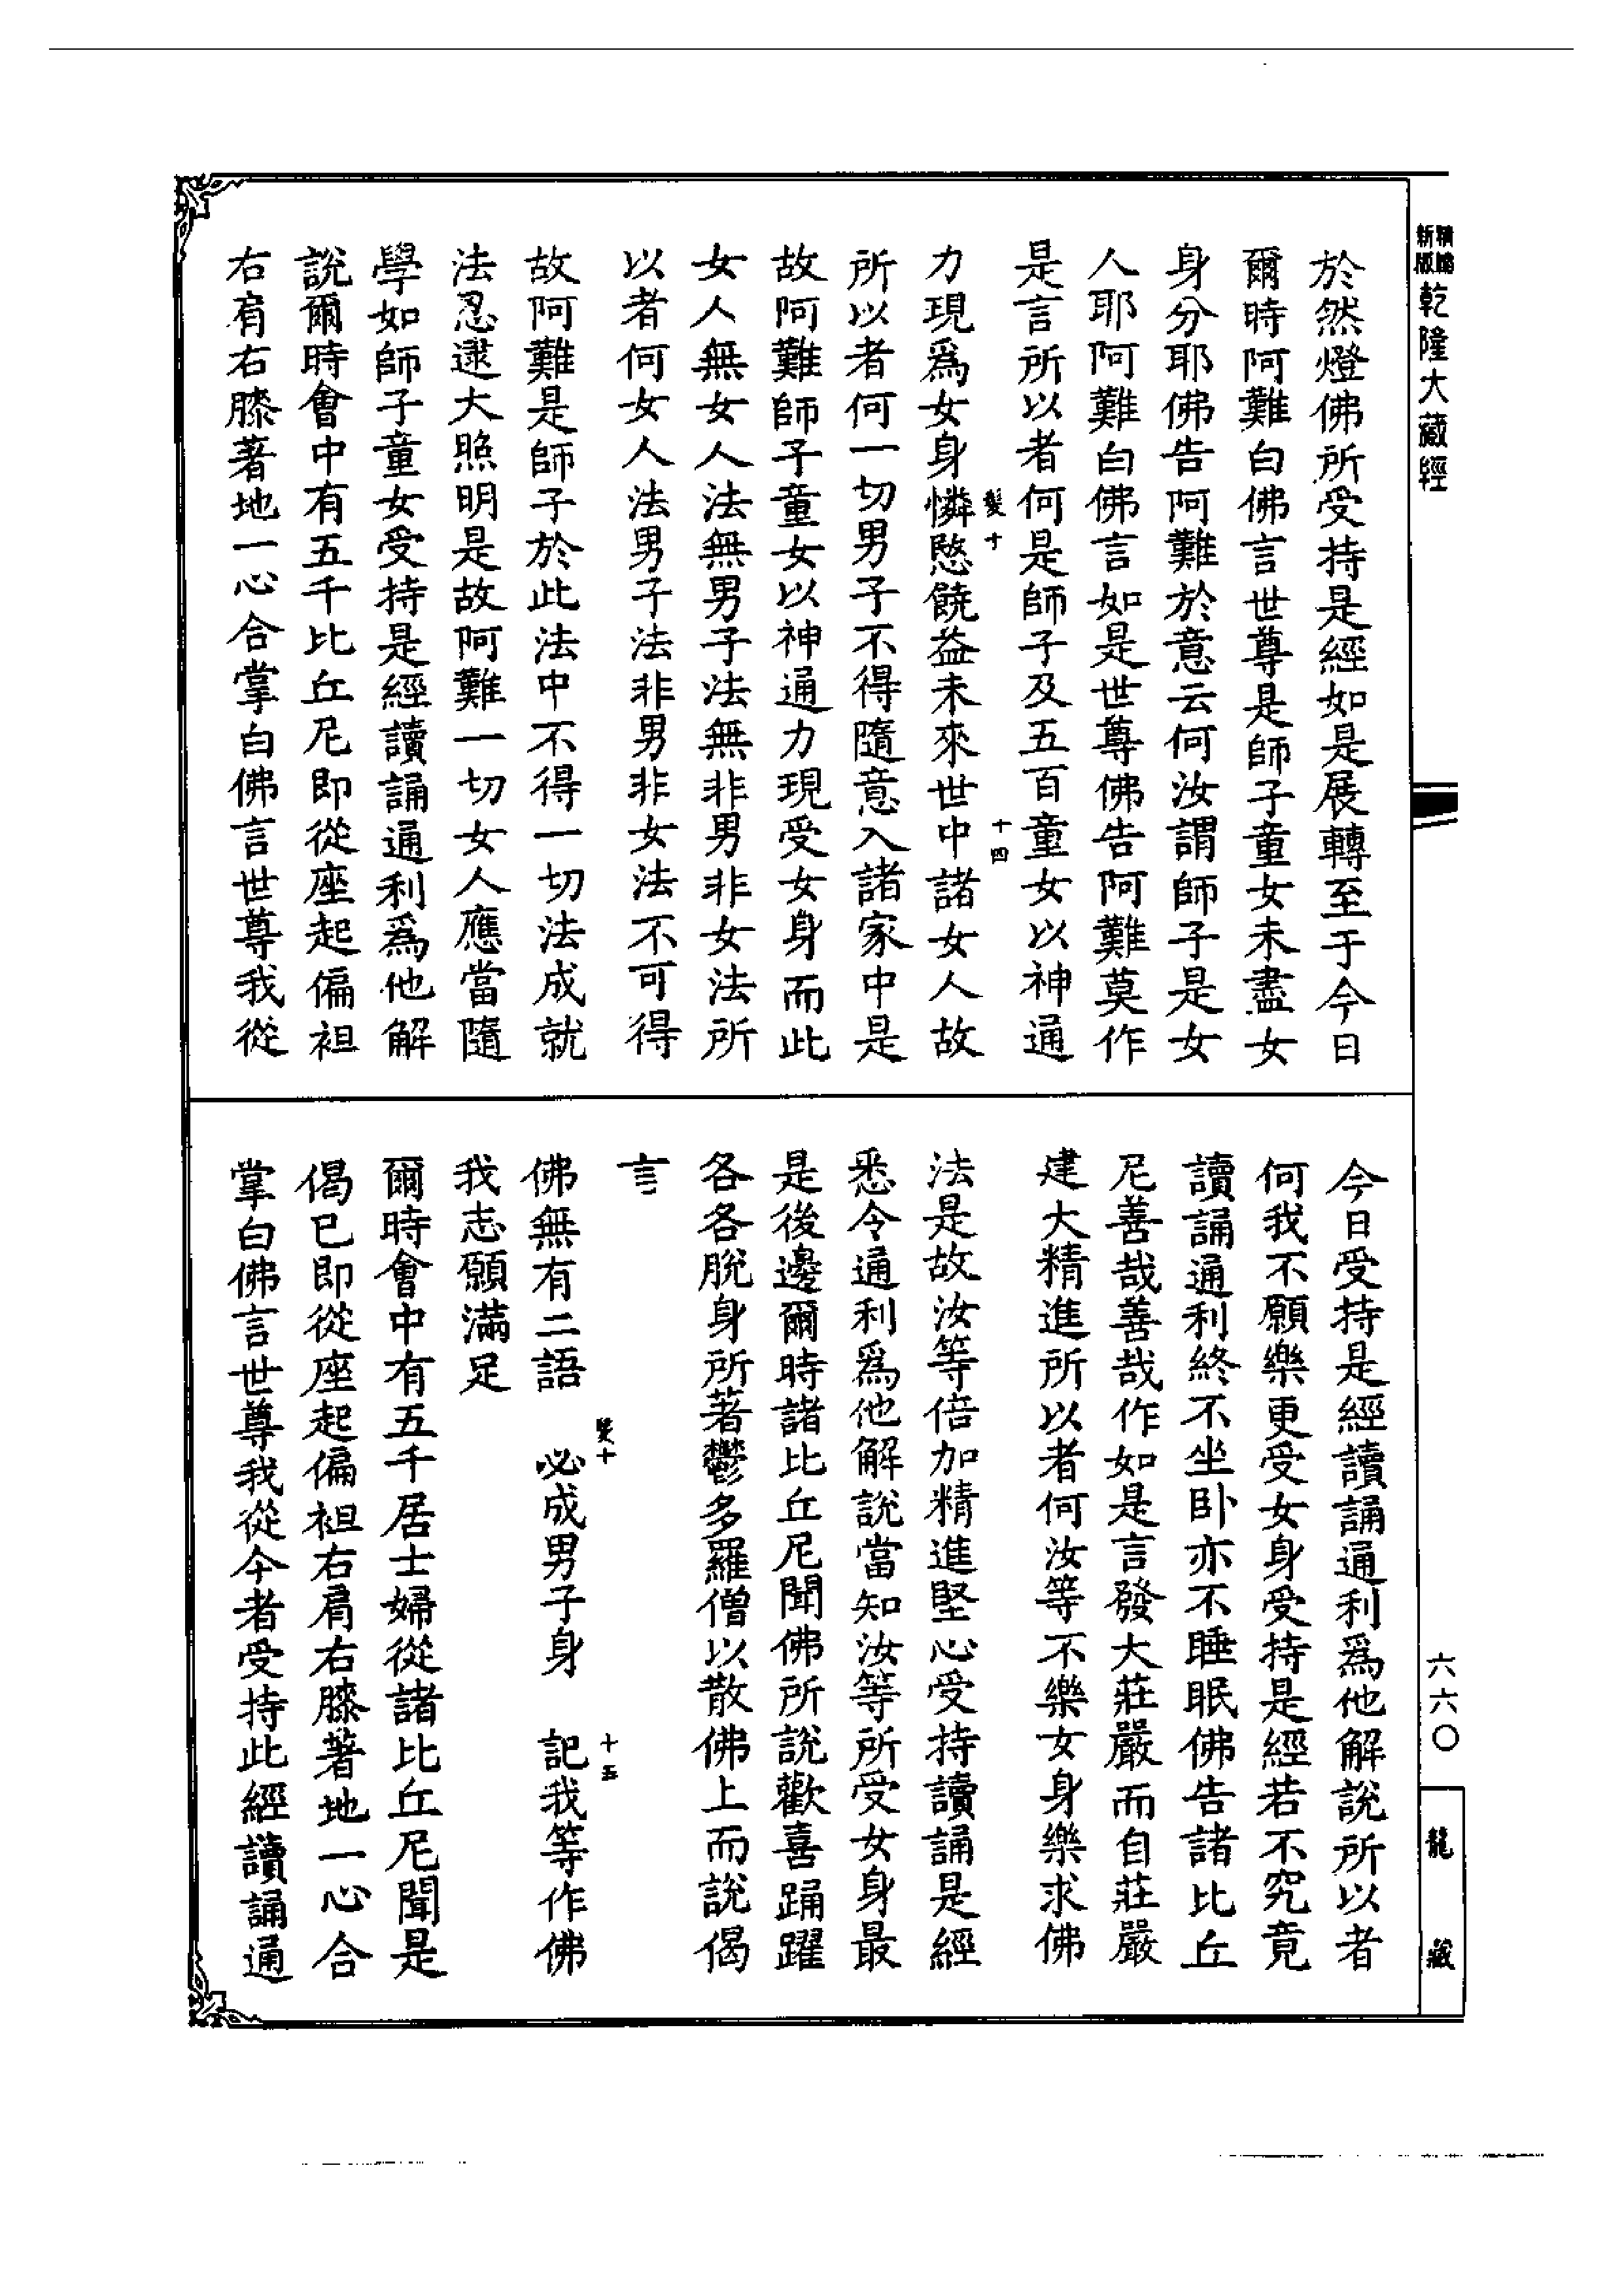 新版
乾隆大藏經
於然燈佛所受持是經如是展轉至于今日
爾時阿難白佛言世尊是師子童女未盡女
身分耶佛告阿難於意云何汝謂師子是女
人耶阿難白佛言如是世尊佛告阿難莫作
是言所以者何是師子及五百童女以神通
十四
力現爲女身憐愍饒益未來世中諸女人故
所以者何一切男子不得隨意入諸家中是
故阿難師子童女以神通力現受女身而此
女人無女人法無男子法無非男非女法所
以者何女人法男子法非男非女法不可得
故阿難是師子於此法中不得一切法成就
法忍逮大照明是故阿難一切女人應當隨
學如師子童女受持是經讀誦通利爲他解
說爾時會中有五千比丘尼即從座起偏袒
右肩右膝著地一心合掌白佛言世尊我從
今日受持是經讀誦通利爲他解說所以者
何我不願樂更受女身受持是經若不究竟
讀誦通利終不坐卧亦不睡眠佛告諸比丘
尼善哉善哉作如是言發大莊嚴而自莊嚴
建大精進所以者何汝等不樂女身樂求佛
法是故汝等倍加精進堅心受持讀誦是經
悉令通利爲他解說當知汝等所受女身最
是後邊爾時諸比丘尼聞佛所說歡喜踊躍
各各脫身所著鬱多羅僧以散佛上而說偈
言
十五
佛無有二語　必成男子身　記我等作佛
我志願滿足
爾時會中有五千居士婦從諸比丘尼聞是
偈已即從座起偏袒右肩右膝著地一心合
掌白佛言世尊我從今者受持此經讀誦通
六六〇
龍藏